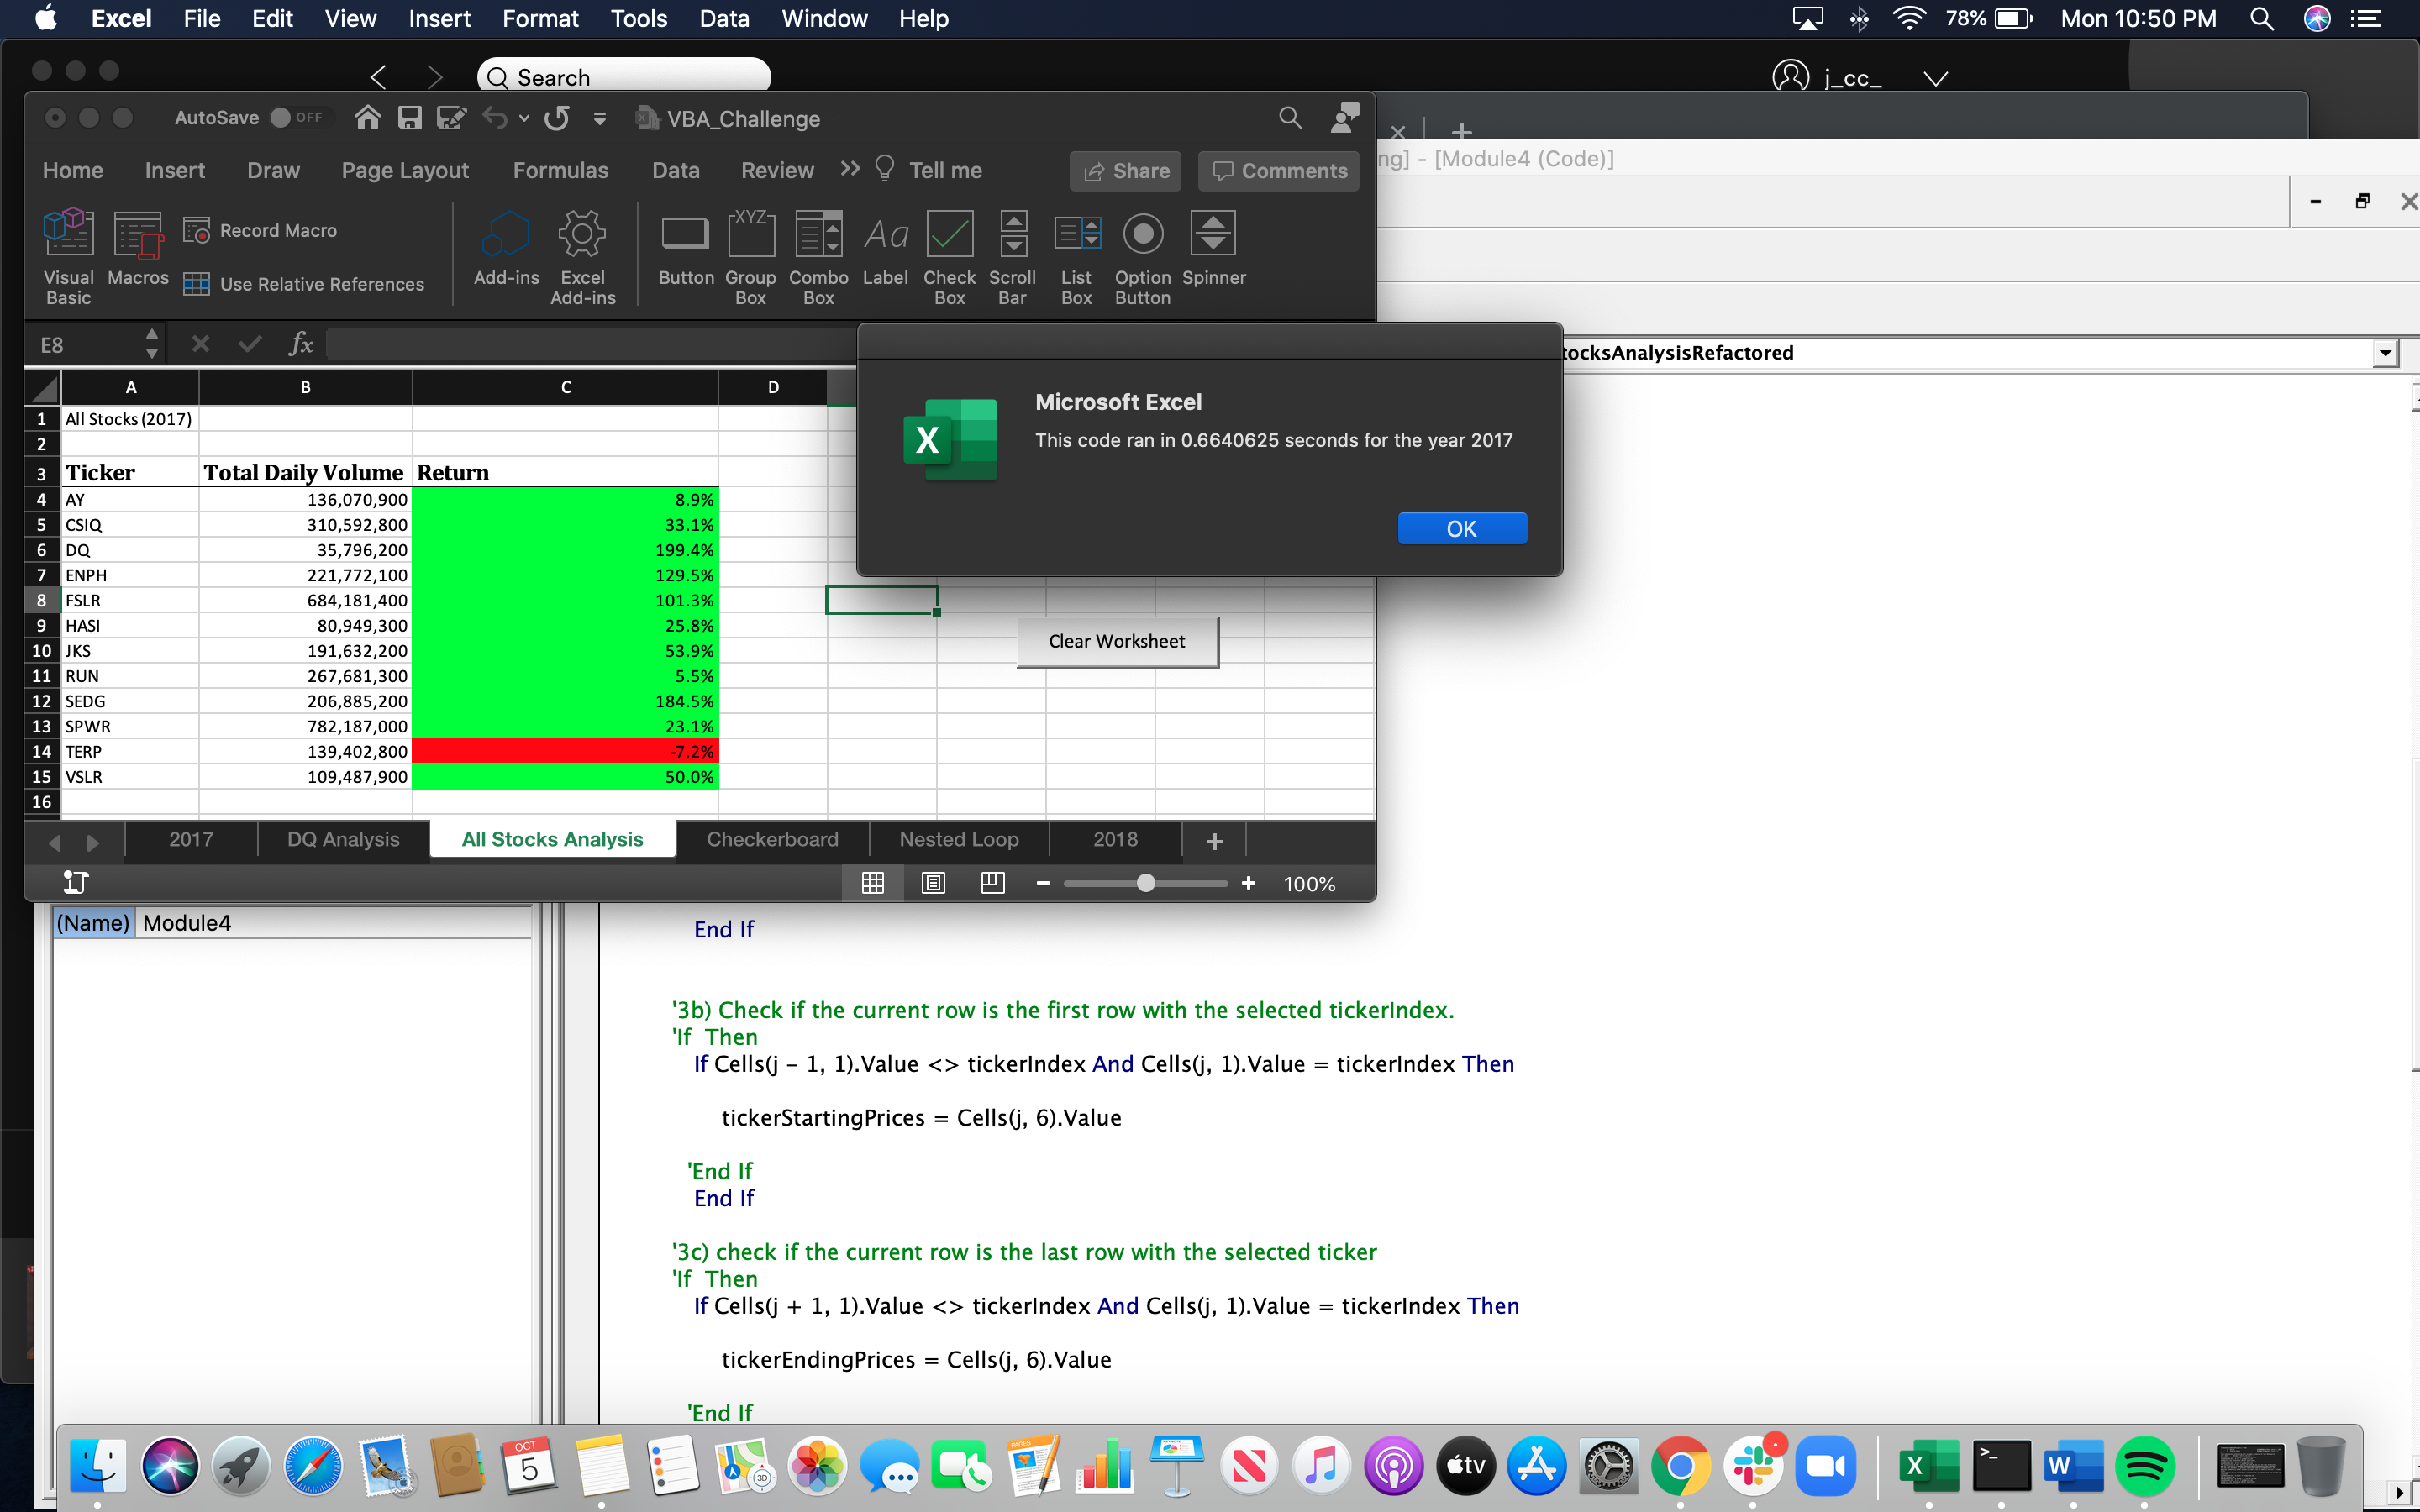 Excel File Edit View Insert Format Tools Data Window Help 78% Mon 10:50 PM
Search j_cc_
AutoSave OFF VBA_Challenge
ng] - [Module4 (Code)]
Home Insert Draw Page Layout Formulas Data Review Tell me Share Comments
Visual Basic Macros Record Macro Use Relative References Add-ins Excel Add-ins Button XYZ Group Box Combo Box Aa Label Check Box Scroll Bar List Box Option Button Spinner
E8 fx
tocksAnalysisRefactored
A B C D
1 All Stocks (2017)
2
3 Ticker Total Daily Volume Return
4 AY 136,070,900 8.9%
5 CSIQ 310,592,800 33.1%
6 DQ 35,796,200 199.4%
7 ENPH 221,772,100 129.5%
8 FSLR 684,181,400 101.3%
9 HASI 80,949,300 25.8%
10 JKS 191,632,200 53.9%
11 RUN 267,681,300 5.5%
12 SEDG 206,885,200 184.5%
13 SPWR 782,187,000 23.1%
14 TERP 139,402,800 -7.2%
15 VSLR 109,487,900 50.0%
16
Microsoft Excel
This code ran in 0.6640625 seconds for the year 2017
OK
Clear Worksheet
2017 DQ Analysis All Stocks Analysis Checkerboard Nested Loop 2018
100%
(Name) Module4
End If
'3b) Check if the current row is the first row with the selected tickerIndex.
'If Then
If Cells(j - 1, 1).Value <> tickerIndex And Cells(j, 1).Value = tickerIndex Then
tickerStartingPrices = Cells(j, 6).Value
'End If
End If
'3c) check if the current row is the last row with the selected ticker
'If Then
If Cells(j + 1, 1).Value <> tickerIndex And Cells(j, 1).Value = tickerIndex Then
tickerEndingPrices = Cells(j, 6).Value
'End If
OCT
5
PAGES
3D
tv
X
>_
W